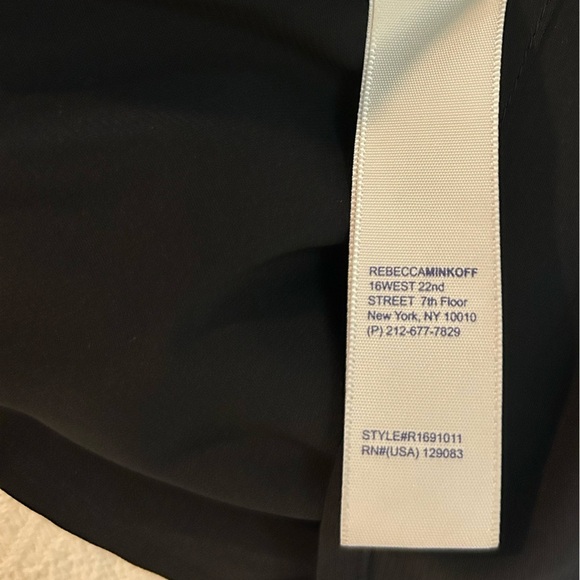 REBECCAMINKOFF
16WEST 22nd
STREET 7th Floor
New York, NY 10010
(P) 212-677-7829
STYLE#R1691011
RN#(USA) 129083